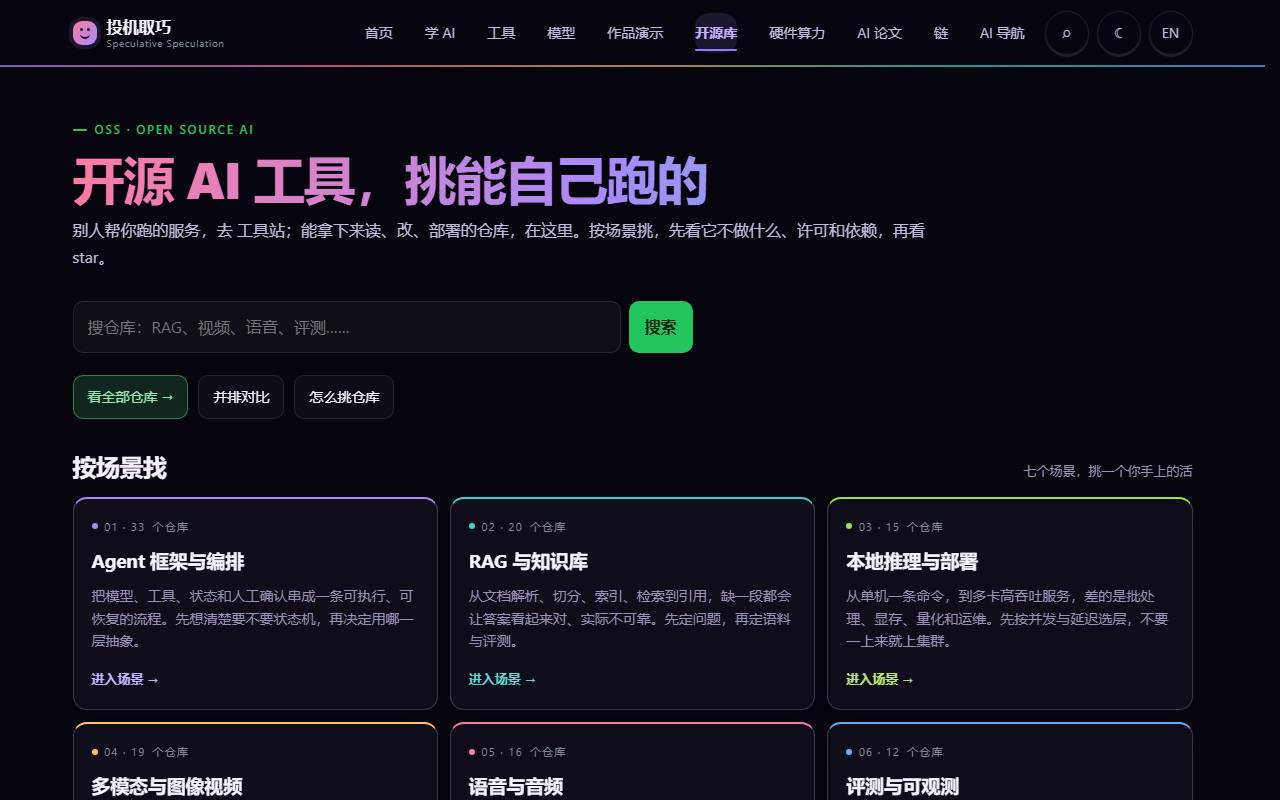 投机取巧
Speculative Speculation
首页
学 AI
工具
模型
作品演示
开源库
硬件算力
AI 论文
链
AI 导航
EN
OSS · OPEN SOURCE AI
开源 AI 工具，挑能自己跑的
别人帮你跑的服务，去 工具站；能拿下来读、改、部署的仓库，在这里。按场景挑，先看它不做什么、许可和依赖，再看
star。
搜仓库：RAG、视频、语音、评测……
搜索
看全部仓库 →
并排对比
怎么挑仓库
按场景找
七个场景，挑一个你手上的活
01 · 33 个仓库
Agent 框架与编排
把模型、工具、状态和人工确认串成一条可执行、可
恢复的流程。先想清楚要不要状态机，再决定用哪一
层抽象。
进入场景 →
02 · 20 个仓库
RAG 与知识库
从文档解析、切分、索引、检索到引用，缺一段都会
让答案看起来对、实际不可靠。先定问题，再定语料
与评测。
进入场景 →
03 · 15 个仓库
本地推理与部署
从单机一条命令，到多卡高吞吐服务，差的是批处
理、显存、量化和运维。先按并发与延迟选层，不要
一上来就上集群。
进入场景 →
04 · 19 个仓库
多模态与图像视频
05 · 16 个仓库
语音与音频
06 · 12 个仓库
评测与可观测